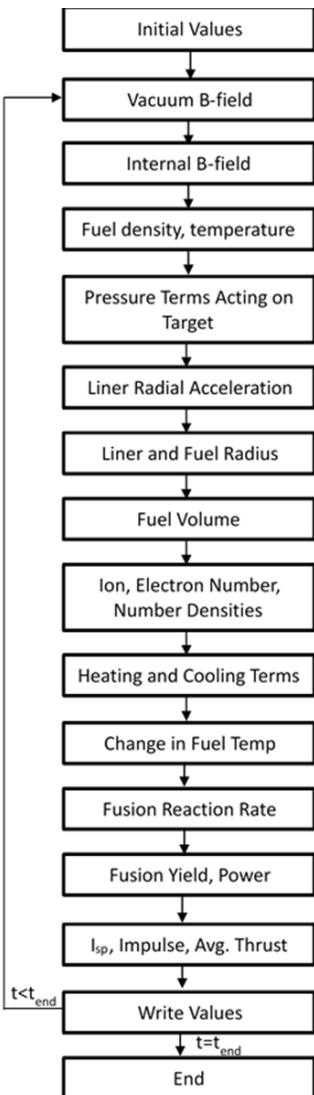 Initial Values
Vacuum B-field
Internal B-field
Fuel density, temperature
Pressure Terms Acting on
Target
Liner Radial Acceleration
Liner and Fuel Radius
Fuel Volume
Ion, Electron Number,
Number Densities
Heating and Cooling Terms
Change in Fuel Temp
Fusion Reaction Rate
Fusion Yield, Power
Isp, Impulse, Avg. Thrust
t<tend
Write Values
t=tend
End